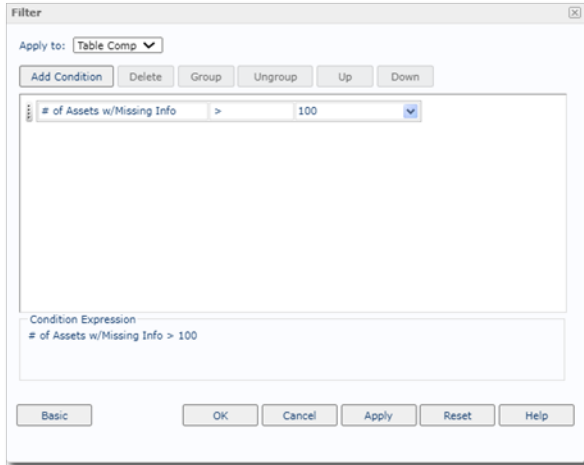 Filter
Apply to: Table Comp
Add Condition Delete Group Ungroup Up Down
# of Assets w/Missing Info > 100
Condition Expression
# of Assets w/Missing Info > 100
Basic OK Cancel Apply Reset Help